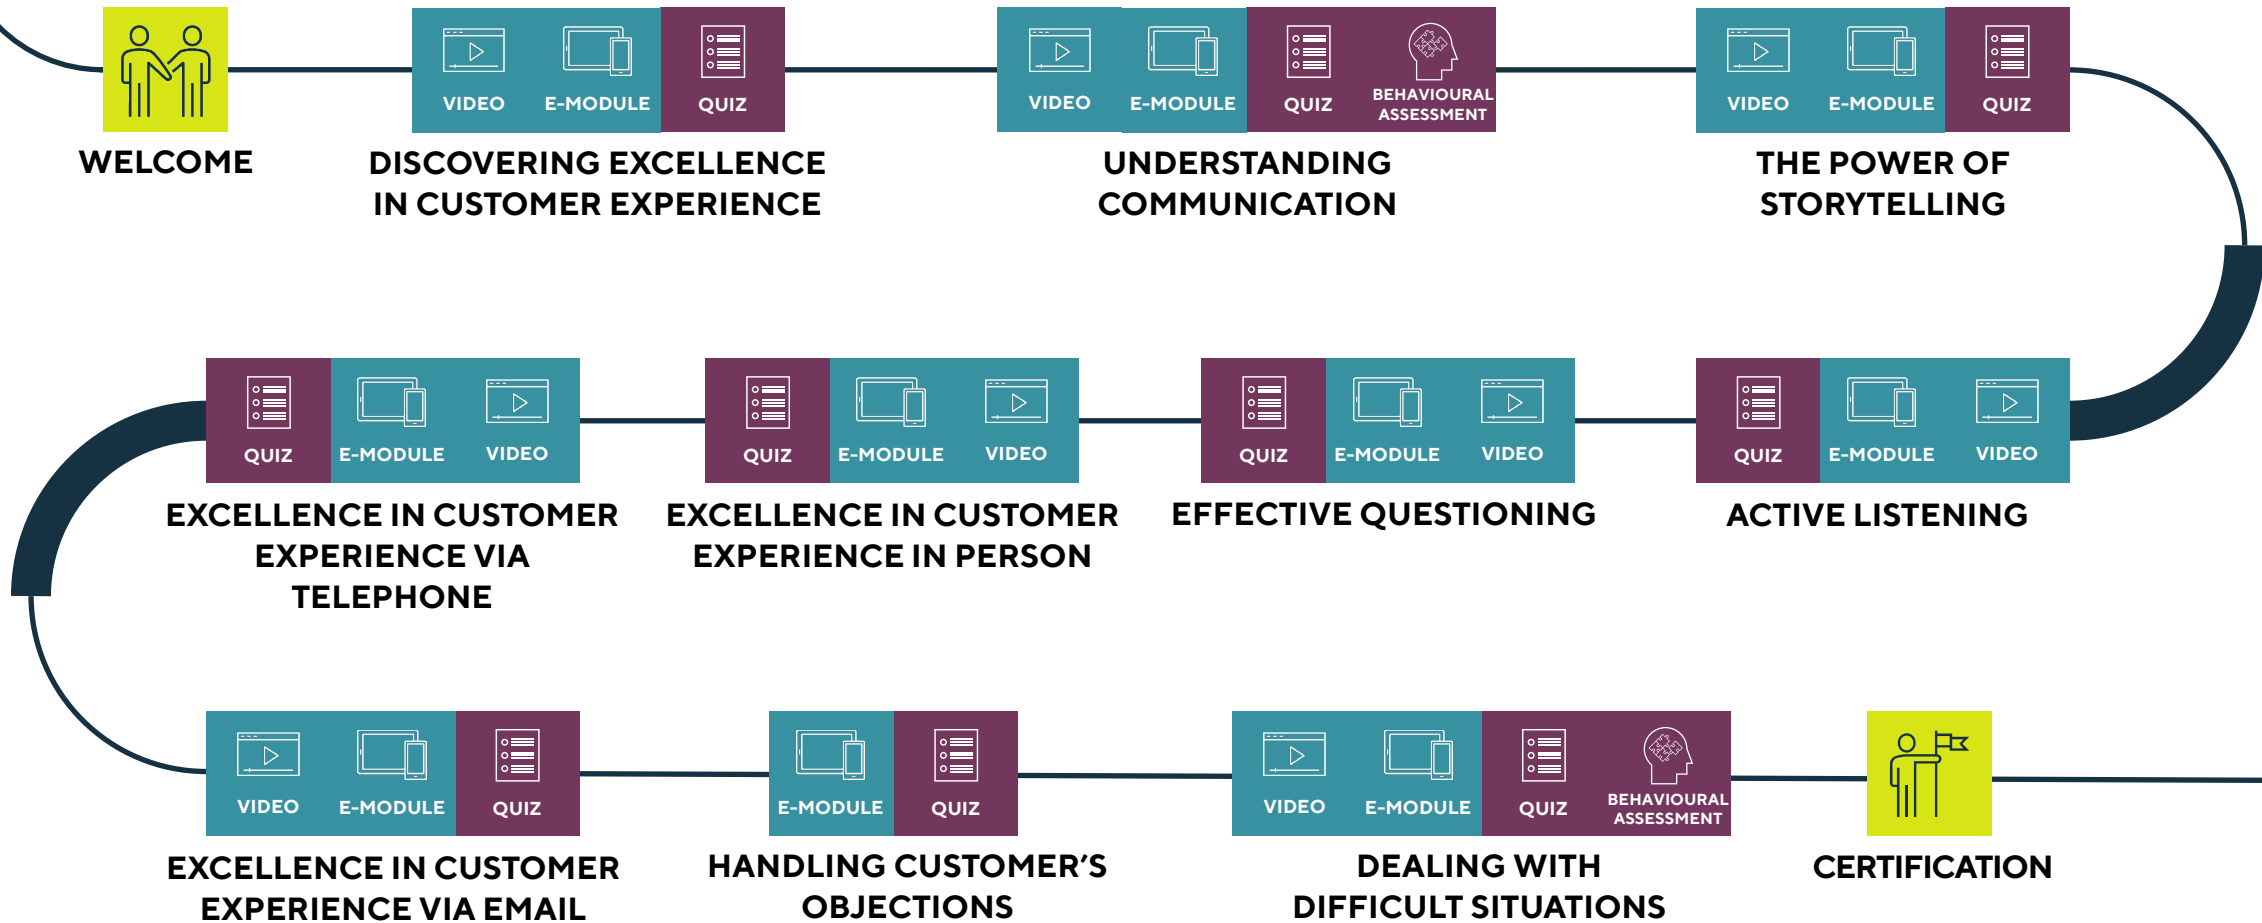 VIDEO E-MODULE QUIZ
VIDEO E-MODULE QUIZ BEHAVIOURAL
ASSESSMENT
VIDEO E-MODULE QUIZ
WELCOME
DISCOVERING EXCELLENCE
IN CUSTOMER EXPERIENCE
UNDERSTANDING
COMMUNICATION
THE POWER OF
STORYTELLING
QUIZ E-MODULE VIDEO
QUIZ E-MODULE VIDEO
QUIZ E-MODULE VIDEO
QUIZ E-MODULE VIDEO
EXCELLENCE IN CUSTOMER
EXPERIENCE VIA
TELEPHONE
EXCELLENCE IN CUSTOMER
EXPERIENCE IN PERSON
EFFECTIVE QUESTIONING
ACTIVE LISTENING
VIDEO E-MODULE QUIZ
E-MODULE QUIZ
VIDEO E-MODULE QUIZ BEHAVIOURAL
ASSESSMENT
EXCELLENCE IN CUSTOMER
EXPERIENCE VIA EMAIL
HANDLING CUSTOMER’S
OBJECTIONS
DEALING WITH
DIFFICULT SITUATIONS
CERTIFICATION